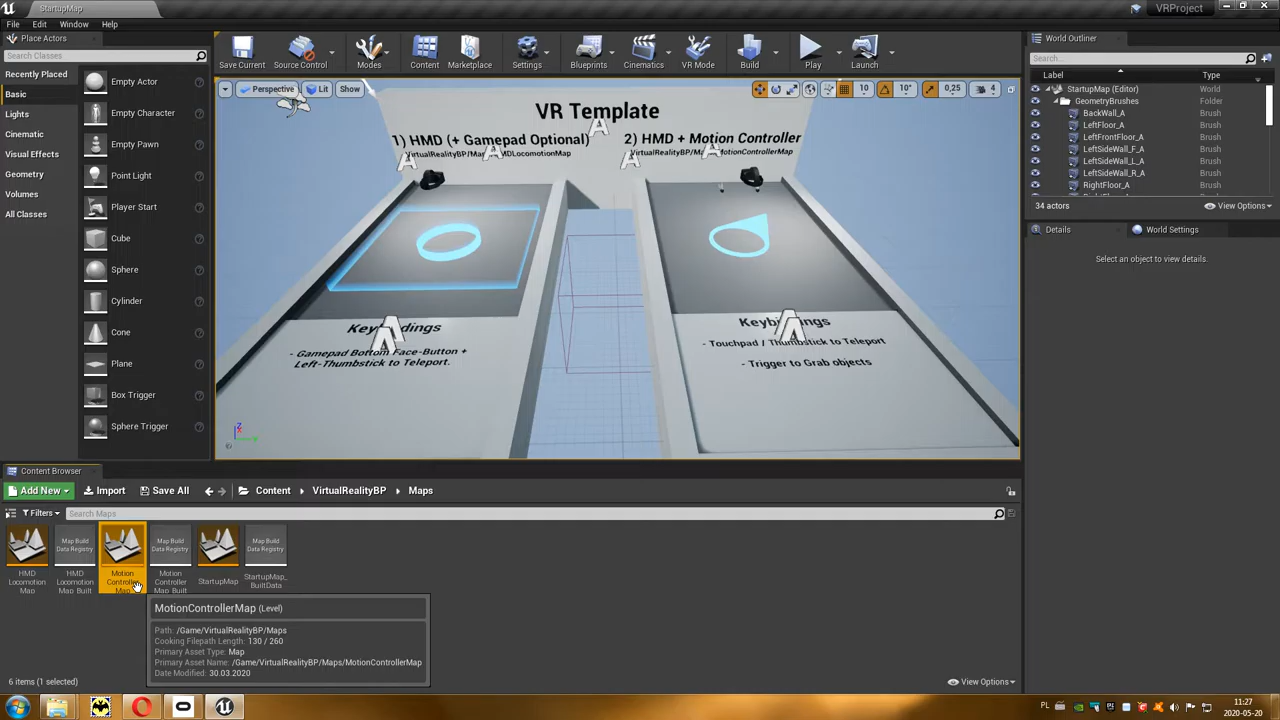 StartupMap
VRProject
File Edit Window Help
Place Actors
Search Classes
Recently Placed
Basic
Lights
Cinematic
Visual Effects
Geometry
Volumes
All Classes
Empty Actor
Empty Character
Empty Pawn
Point Light
Player Start
Cube
Sphere
Cylinder
Cone
Plane
Box Trigger
Sphere Trigger
Save Current Source Control Modes Content Marketplace Settings Blueprints Cinematics VR Mode Build Play Launch
Perspective Lit Show 10 10° 0,25 4
VR Template
1) HMD (+ Gamepad Optional) 2) HMD + Motion Controller
- Gamepad Bottom Face-Button +
Left-Thumbstick to Teleport.
- Touchpad / Thumbstick to Teleport
- Trigger to Grab objects
World Outliner
Search...
Label Type
StartupMap (Editor) World
GeometryBrushes Folder
BackWall_A Brush
LeftFloor_A Brush
LeftFrontFloor_A Brush
LeftSideWall_F_A Brush
LeftSideWall_L_A Brush
LeftSideWall_R_A Brush
RightFloor_A Brush
34 actors View Options
Details World Settings
Select an object to view details.
Content Browser
Add New Import Save All Content VirtualRealityBP Maps
Filters Search Maps
Map Build Data Registry
Map Build Data Registry
Map Build Data Registry
HMD Locomotion Map
HMD Locomotion Map_Built
Motion Controller Map
Motion Controller Map_Built
StartupMap
StartupMap_BuiltData
MotionControllerMap (Level)
Path: /Game/VirtualRealityBP/Maps
Cooking Filepath Length: 130 / 260
Primary Asset Type: Map
Primary Asset Name: /Game/VirtualRealityBP/Maps/MotionControllerMap
Date Modified: 30.03.2020
6 items (1 selected) View Options
PL 11:27
2020-05-20